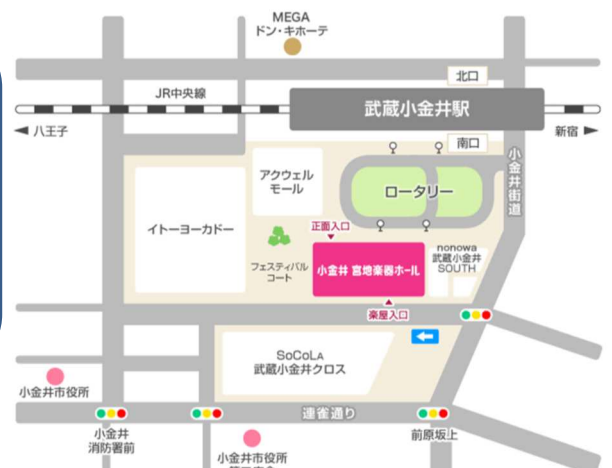 MEGA
ドン・キホーテ
北口
JR中央線
武蔵小金井駅
八王子
新宿
南口
小金井街道
アクウェル
モール
ロータリー
イトーヨーカドー
正面入口
フェスティバル
コート
小金井 宮地楽器ホール
nonowa
武蔵小金井
SOUTH
楽屋入口
SoCoLA
武蔵小金井クロス
小金井市役所
連雀通り
小金井
消防署前
前原坂上
小金井市役所